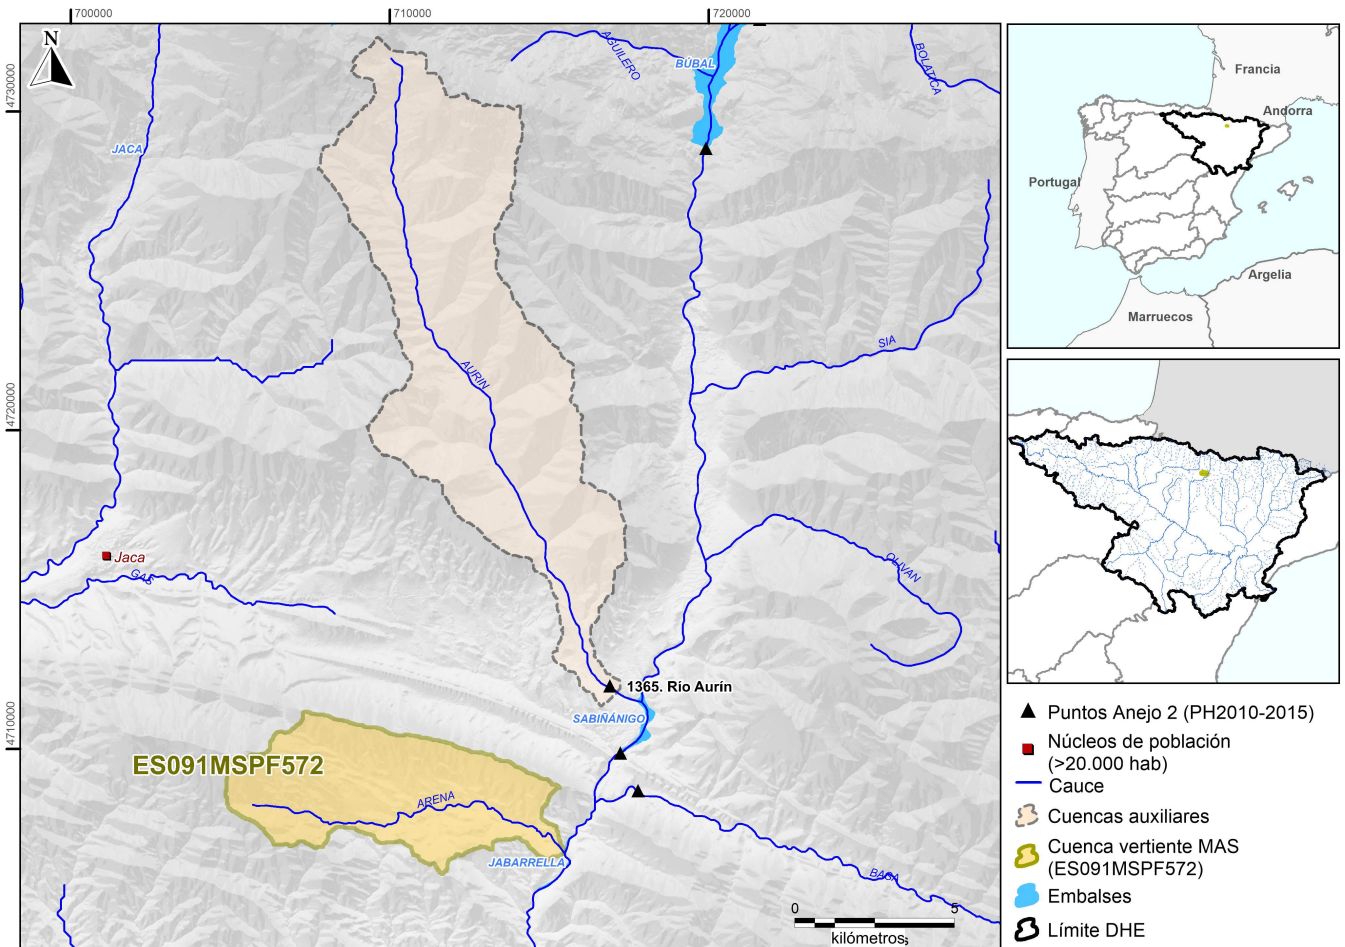 700000
710000
720000
4730000
4720000
4710000
N
AGUILERO
BÚBAL
BOLATICA
JACA
AURIN
SIA
Jaca
GAS
OLIVAN
1365. Río Aurín
SABIÑÁNIGO
ES091MSPF572
ARENA
JABARRELLA
BASA
0
5
kilómetros
Francia
Andorra
Portugal
Argelia
Marruecos
Puntos Anejo 2 (PH2010-2015)
Núcleos de población
(>20.000 hab)
Cauce
Cuencas auxiliares
Cuenca vertiente MAS
(ES091MSPF572)
Embalses
Límite DHE